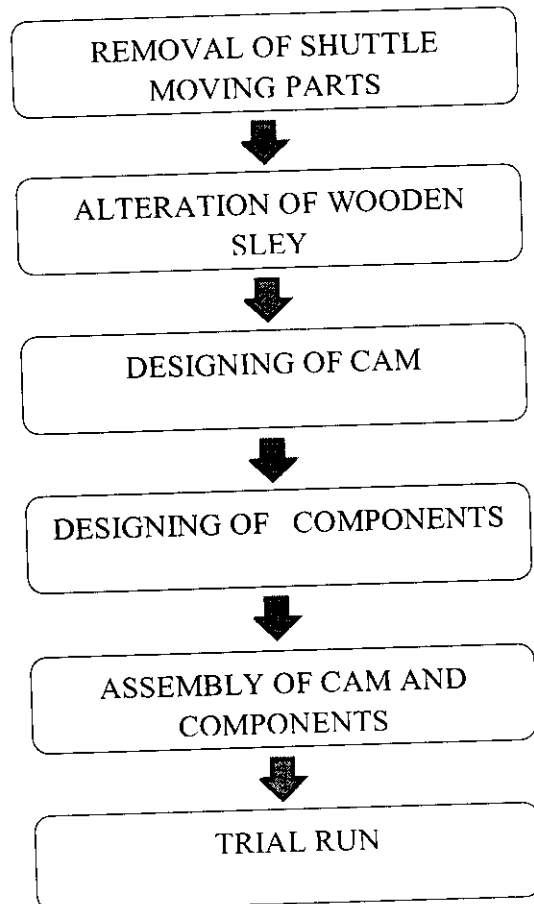 REMOVAL OF SHUTTLE
MOVING PARTS
ALTERATION OF WOODEN
SLEY
DESIGNING OF CAM
DESIGNING OF COMPONENTS
ASSEMBLY OF CAM AND
COMPONENTS
TRIAL RUN